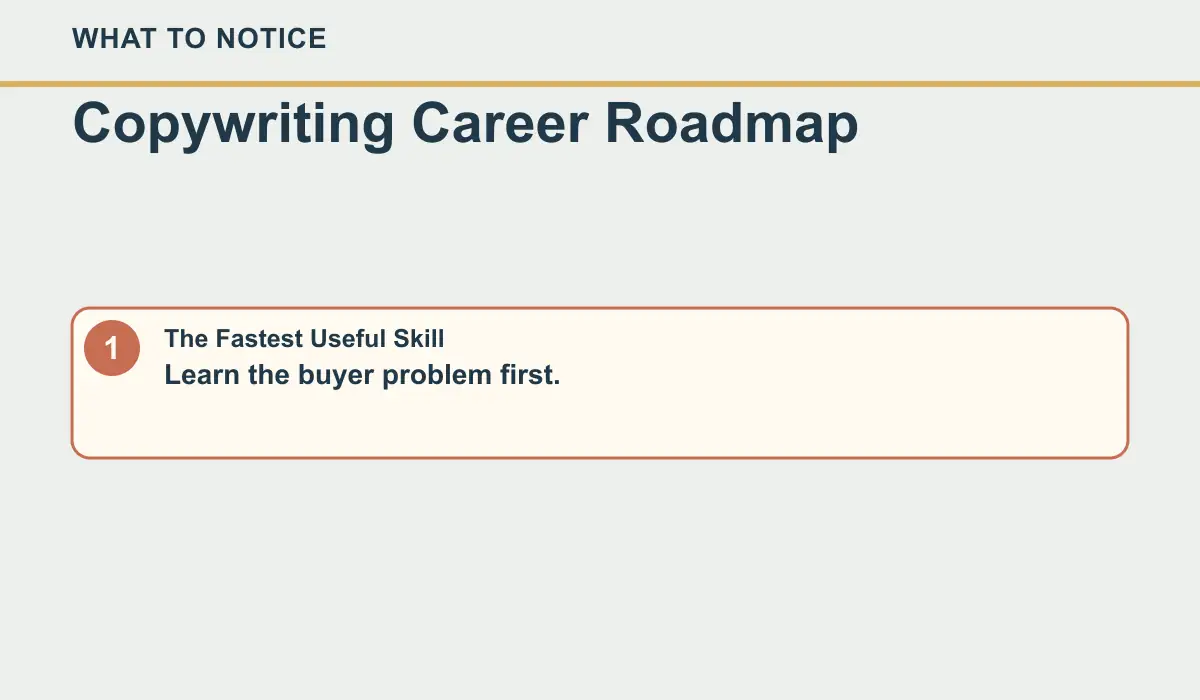 WHAT TO NOTICE
Copywriting Career Roadmap
1
The Fastest Useful Skill
Learn the buyer problem first.